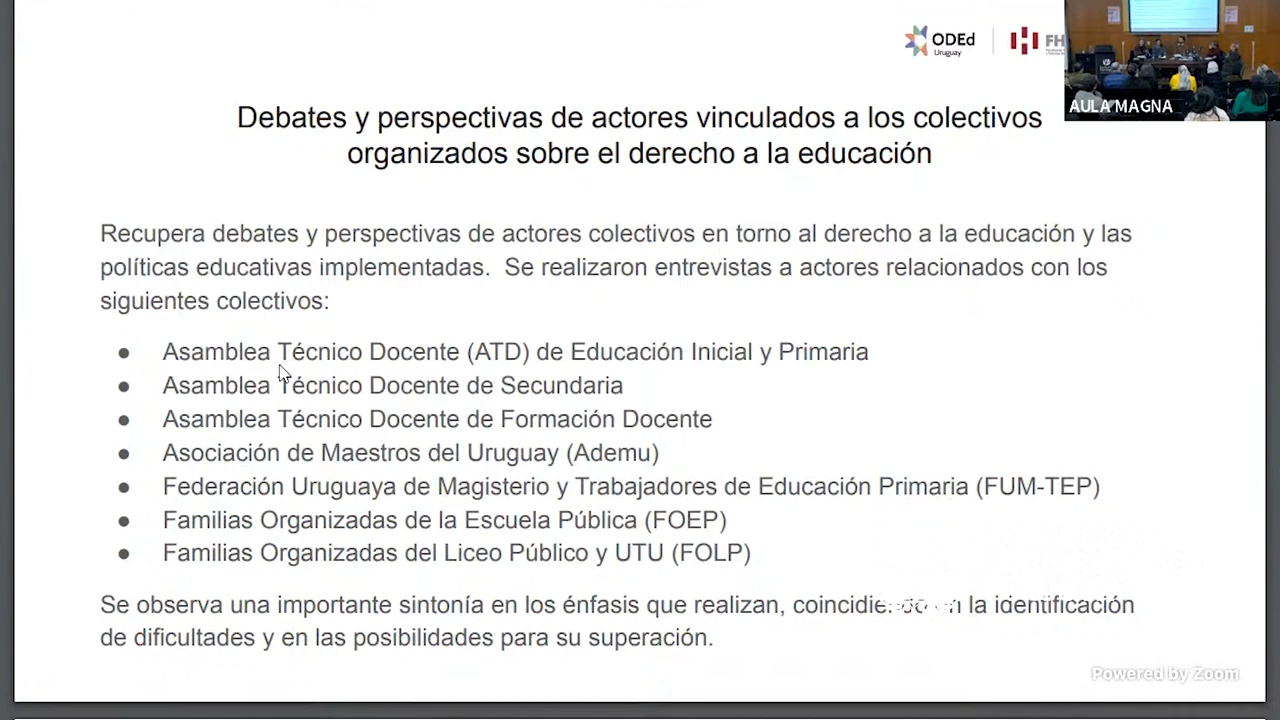 ODEd
Uruguay
FH
AULA MAGNA
Debates y perspectivas de actores vinculados a los colectivos
organizados sobre el derecho a la educación
Recupera debates y perspectivas de actores colectivos en torno al derecho a la educación y las
políticas educativas implementadas. Se realizaron entrevistas a actores relacionados con los
siguientes colectivos:
● Asamblea Técnico Docente (ATD) de Educación Inicial y Primaria
● Asamblea Técnico Docente de Secundaria
● Asamblea Técnico Docente de Formación Docente
● Asociación de Maestros del Uruguay (Ademu)
● Federación Uruguaya de Magisterio y Trabajadores de Educación Primaria (FUM-TEP)
● Familias Organizadas de la Escuela Pública (FOEP)
● Familias Organizadas del Liceo Público y UTU (FOLP)
Se observa una importante sintonía en los énfasis que realizan, la identificación
de dificultades y en las posibilidades para su superación.
Powered by Zoom